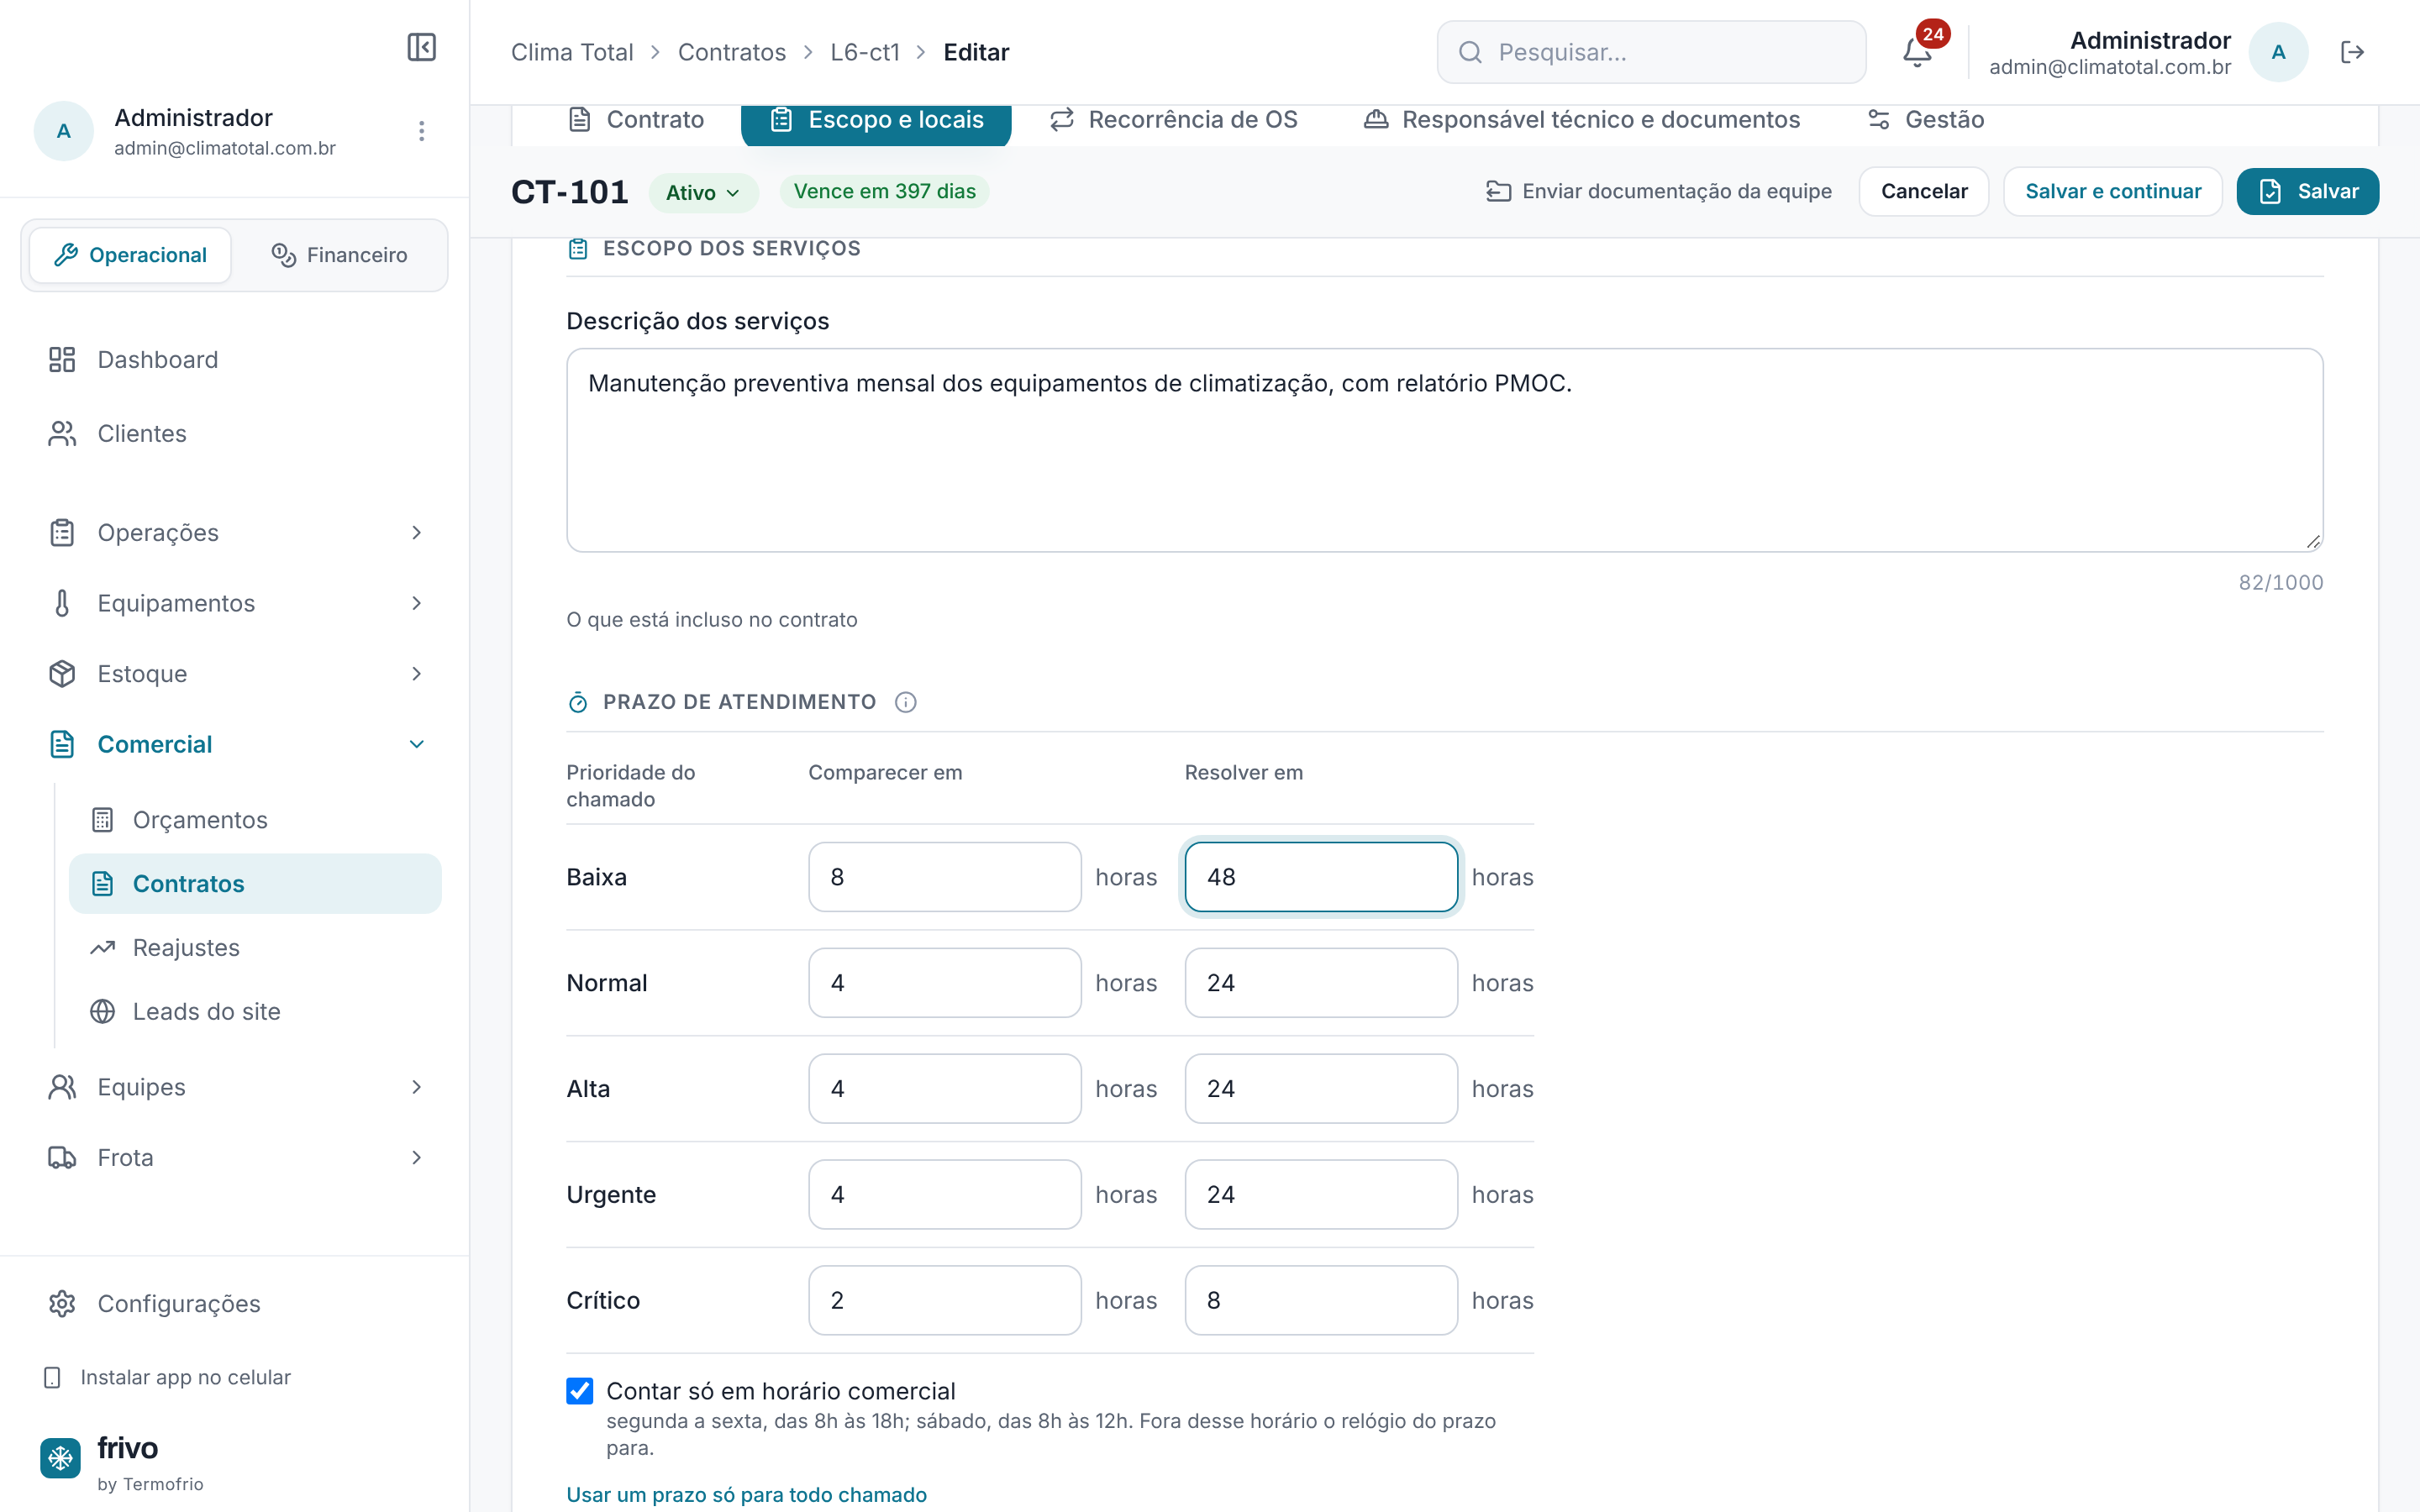 Clima Total > Contratos > L6-ct1 > Editar
Pesquisar...
24
Administrador
admin@climatotal.com.br
A
A
Administrador
admin@climatotal.com.br
Operacional
Financeiro
Dashboard
Clientes
Operações
Equipamentos
Estoque
Comercial
Orçamentos
Contratos
Reajustes
Leads do site
Equipes
Frota
Configurações
Instalar app no celular
frivo
by Termofrio
Contrato
Escopo e locais
Recorrência de OS
Responsável técnico e documentos
Gestão
CT-101
Ativo
Vence em 397 dias
Enviar documentação da equipe
Cancelar
Salvar e continuar
Salvar
ESCOPO DOS SERVIÇOS
Descrição dos serviços
Manutenção preventiva mensal dos equipamentos de climatização, com relatório PMOC.
82/1000
O que está incluso no contrato
PRAZO DE ATENDIMENTO
Prioridade do
chamado
Comparecer em
Resolver em
Baixa 8 horas 48 horas
Normal 4 horas 24 horas
Alta 4 horas 24 horas
Urgente 4 horas 24 horas
Crítico 2 horas 8 horas
Contar só em horário comercial
segunda a sexta, das 8h às 18h; sábado, das 8h às 12h. Fora desse horário o relógio do prazo
para.
Usar um prazo só para todo chamado